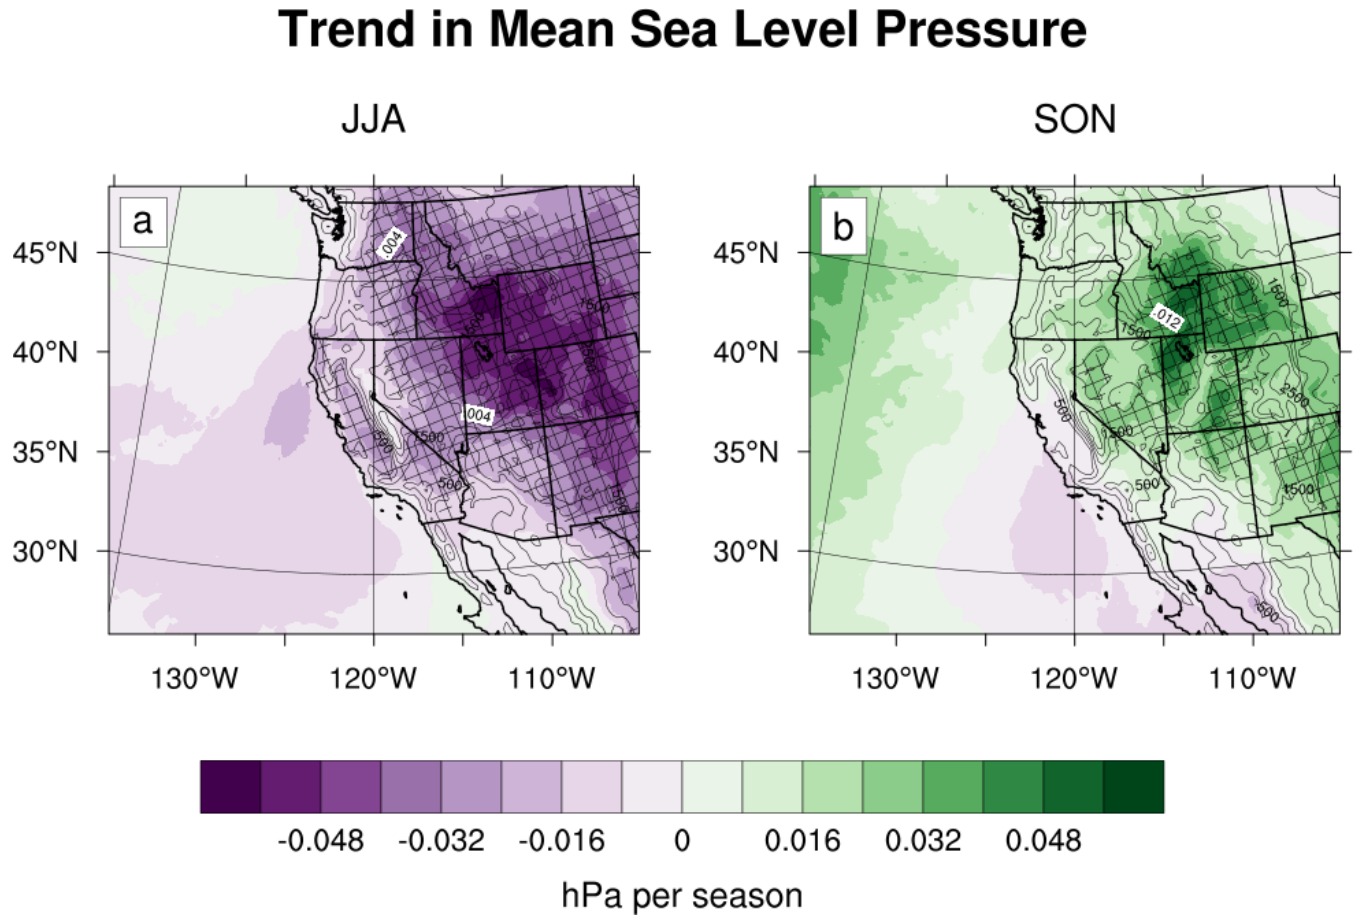 Trend in Mean Sea Level Pressure
JJA
SON
a
b
.004
.004
1500
500
1500
500
.012
1500
1500
2500
500
1500
500
1500
500
45°N
40°N
35°N
30°N
130°W
120°W
110°W
45°N
40°N
35°N
30°N
130°W
120°W
110°W
-0.048
-0.032
-0.016
0
0.016
0.032
0.048
hPa per season